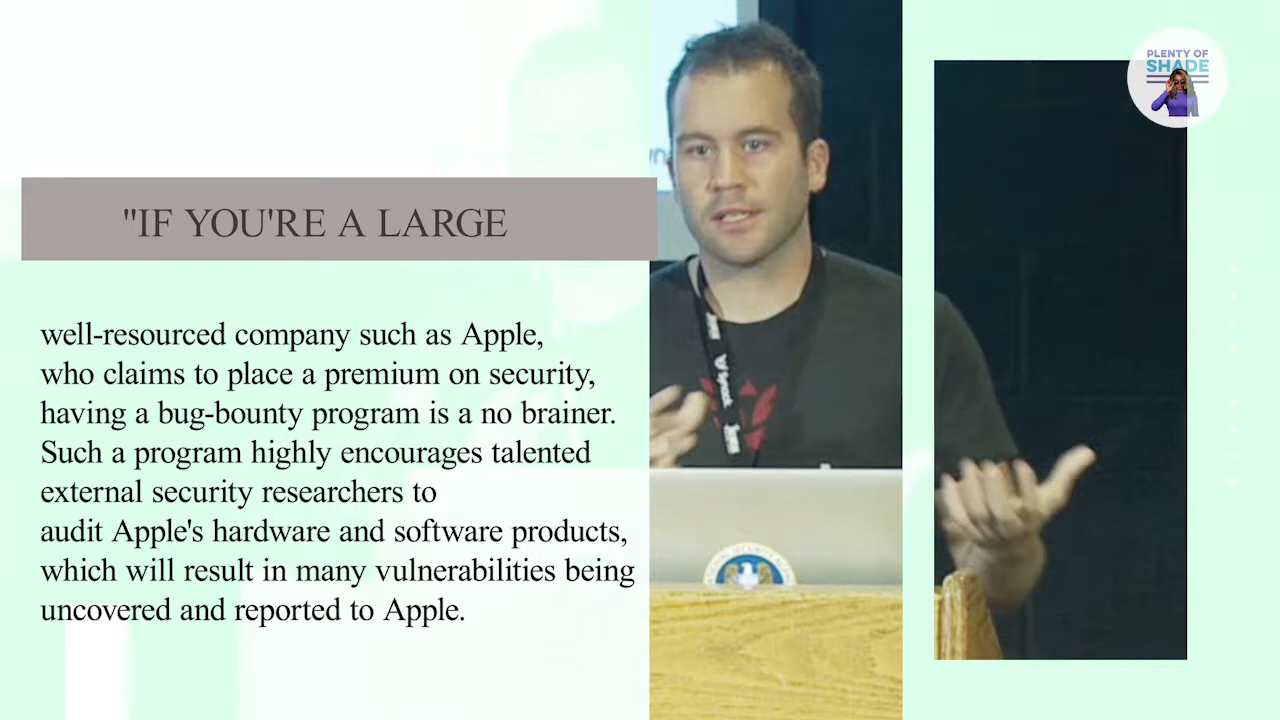 PLENTY OF
SHADE
"IF YOU'RE A LARGE
well-resourced company such as Apple,
who claims to place a premium on security,
having a bug-bounty program is a no brainer.
Such a program highly encourages talented
external security researchers to
audit Apple's hardware and software products,
which will result in many vulnerabilities being
uncovered and reported to Apple.